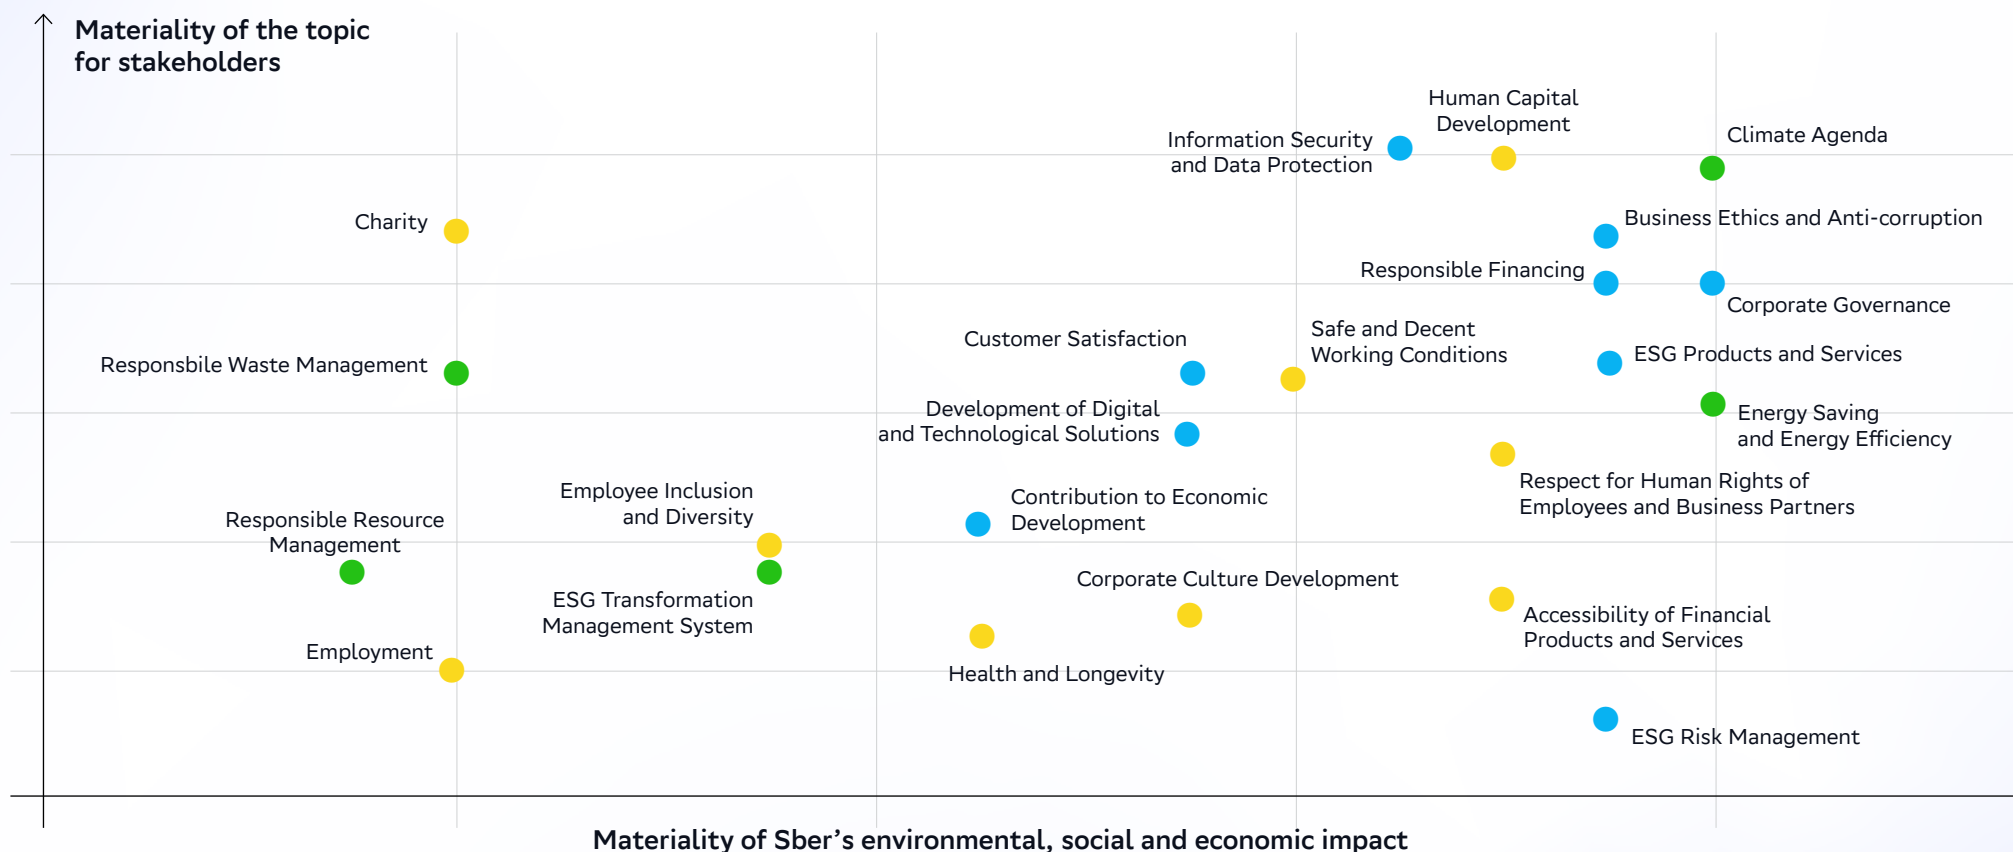 Materiality of the topic
for stakeholders
Human Capital
Development
Information Security
and Data Protection
Climate Agenda
Charity
Business Ethics and Anti-corruption
Responsible Financing
Corporate Governance
Customer Satisfaction
Safe and Decent
Working Conditions
Responsbile Waste Management
ESG Products and Services
Development of Digital
and Technological Solutions
Energy Saving
and Energy Efficiency
Respect for Human Rights of
Employees and Business Partners
Employee Inclusion
and Diversity
Contribution to Economic
Development
Responsible Resource
Management
Corporate Culture Development
ESG Transformation
Management System
Accessibility of Financial
Products and Services
Employment
Health and Longevity
ESG Risk Management
Materiality of Sber’s environmental, social and economic impact